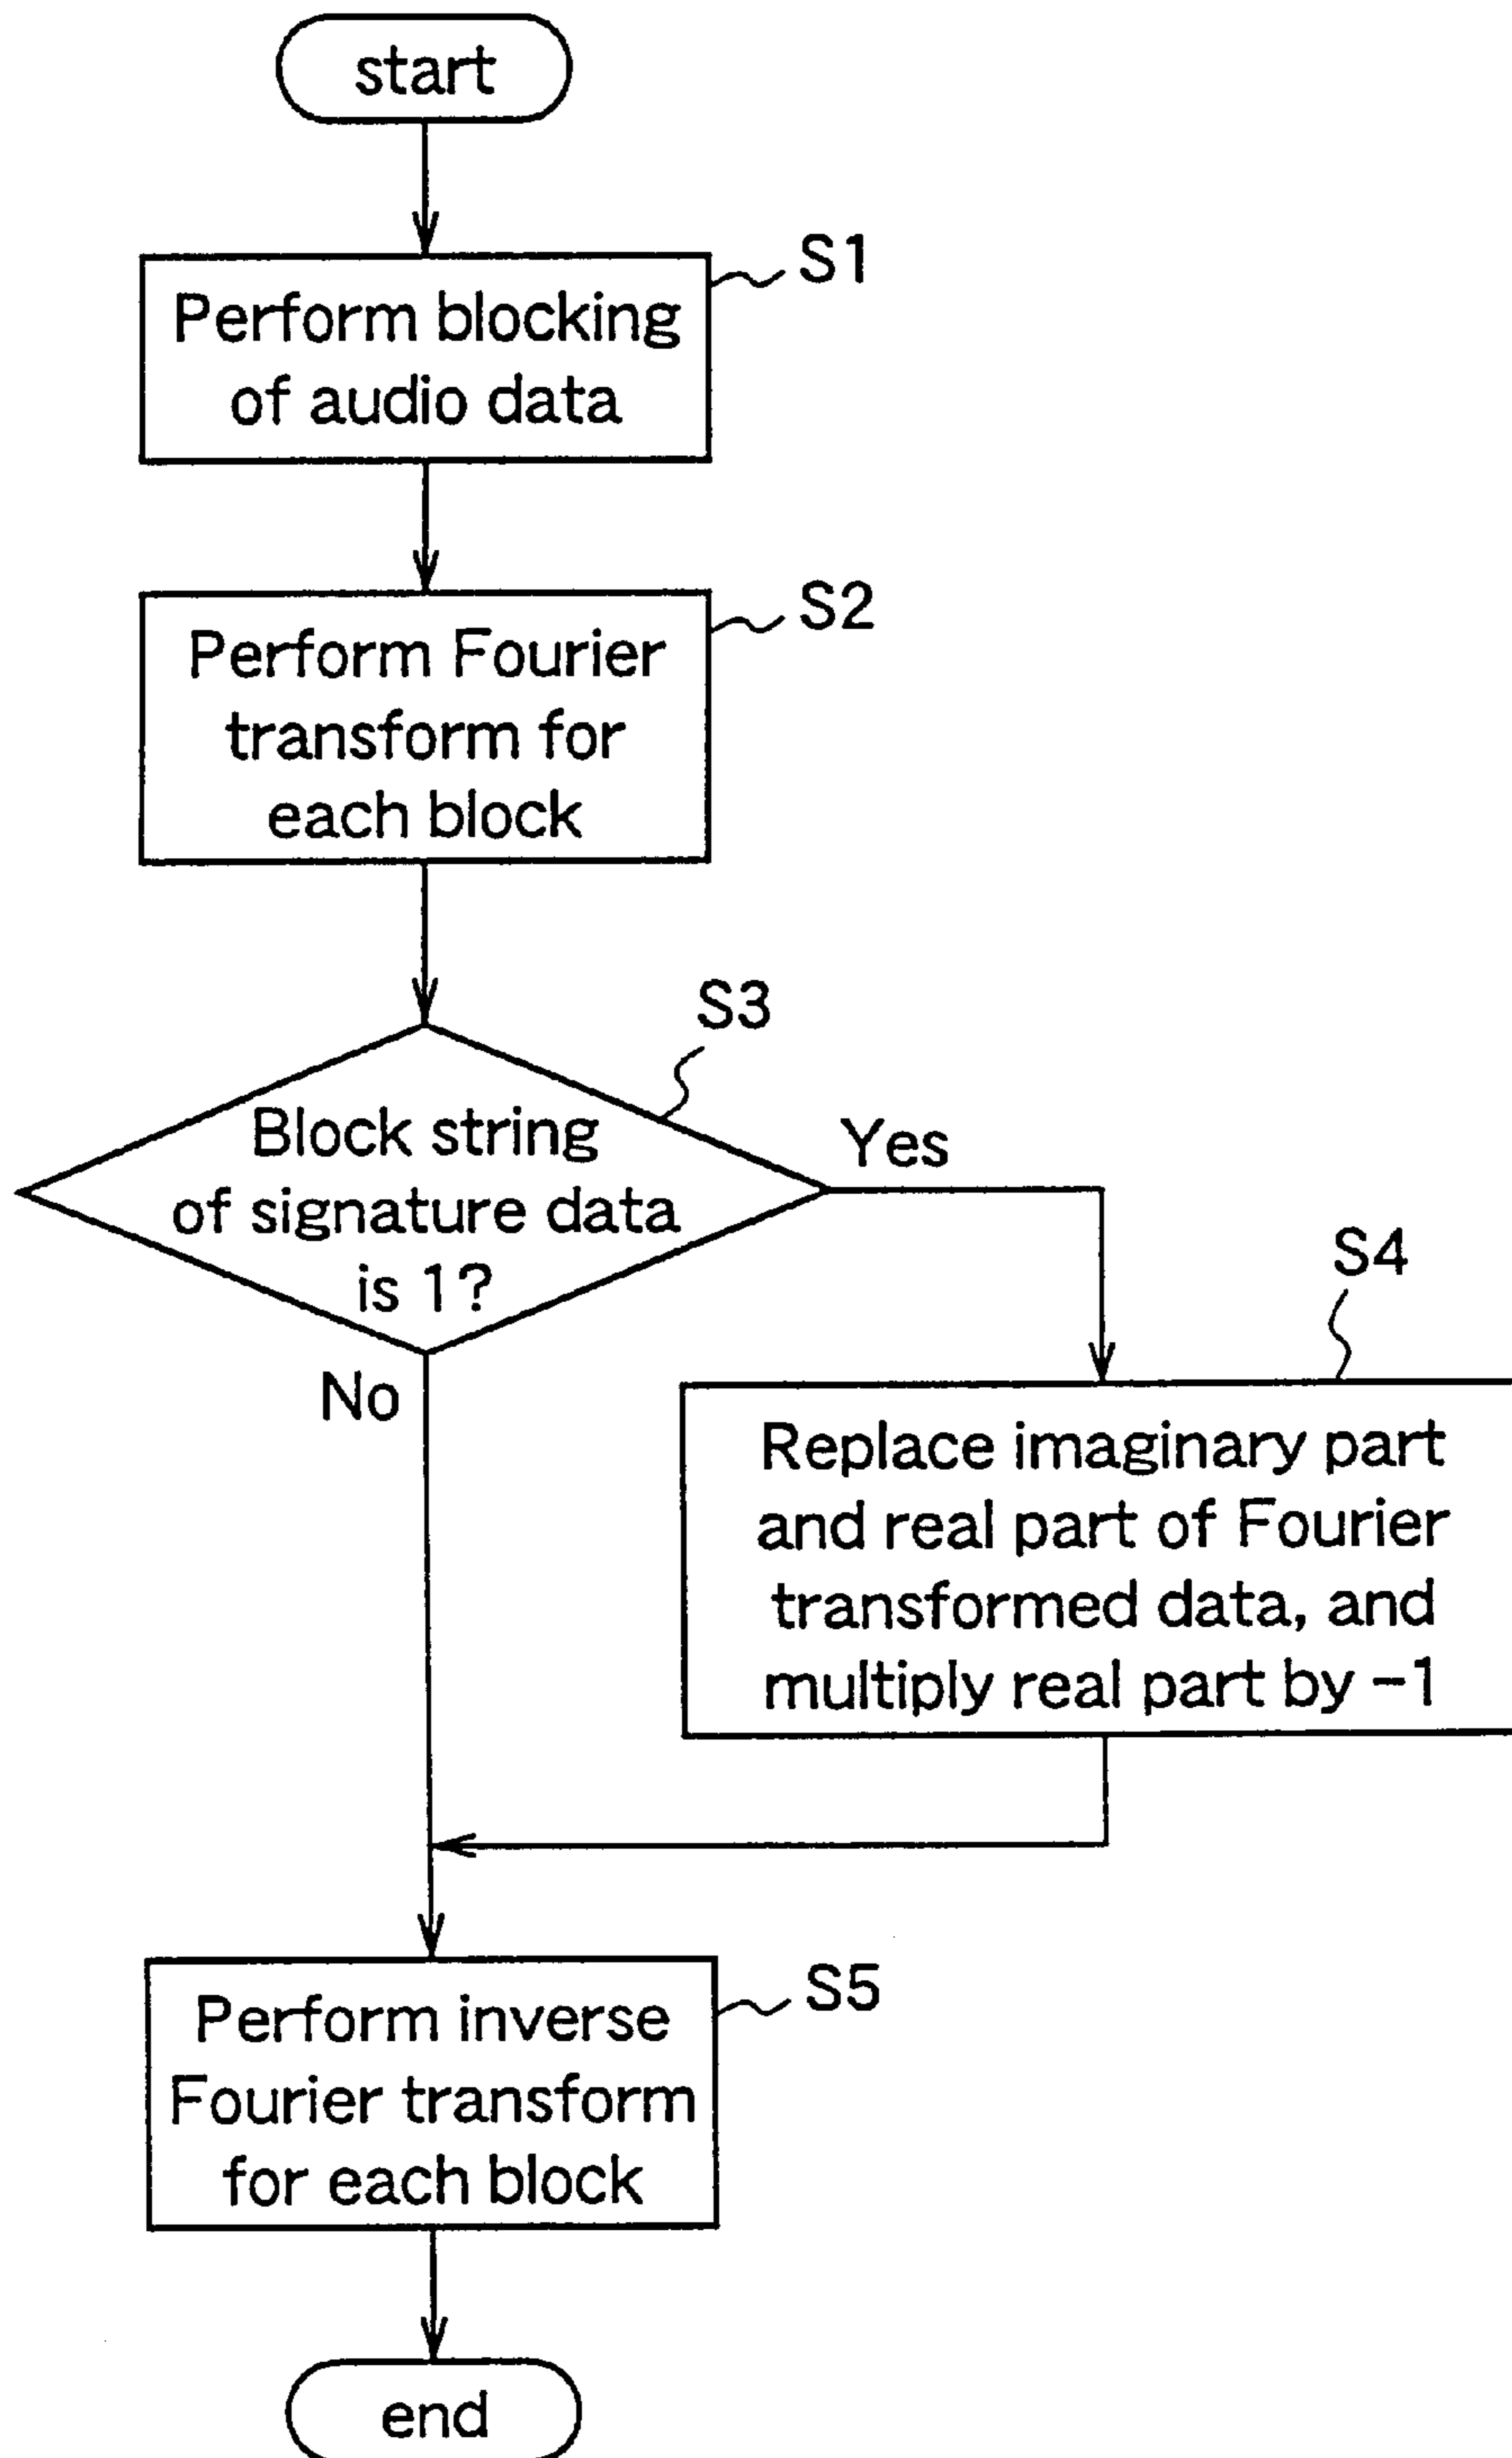 start
S1
Perform blocking
of audio data
S2
Perform Fourier
transform for
each block
S3
Block string
of signature data
is 1?
Yes
No
S4
Replace imaginary part
and real part of Fourier
transformed data, and
multiply real part by -1
S5
Perform inverse
Fourier transform
for each block
end